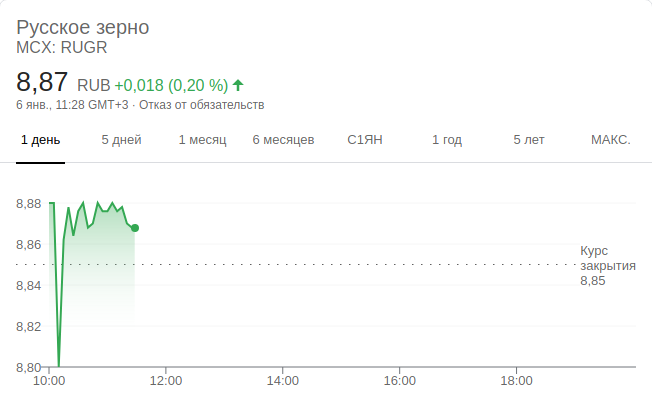 Русское зерно
MCX: RUGR
8,87 RUB +0,018 (0,20 %)
6 янв., 11:28 GMT+3 · Отказ от обязательств
1 день 5 дней 1 месяц 6 месяцев С1ЯН 1 год 5 лет МАКС.
8,88
8,86
8,84
8,82
8,80
Курс
закрытия
8,85
10:00 12:00 14:00 16:00 18:00